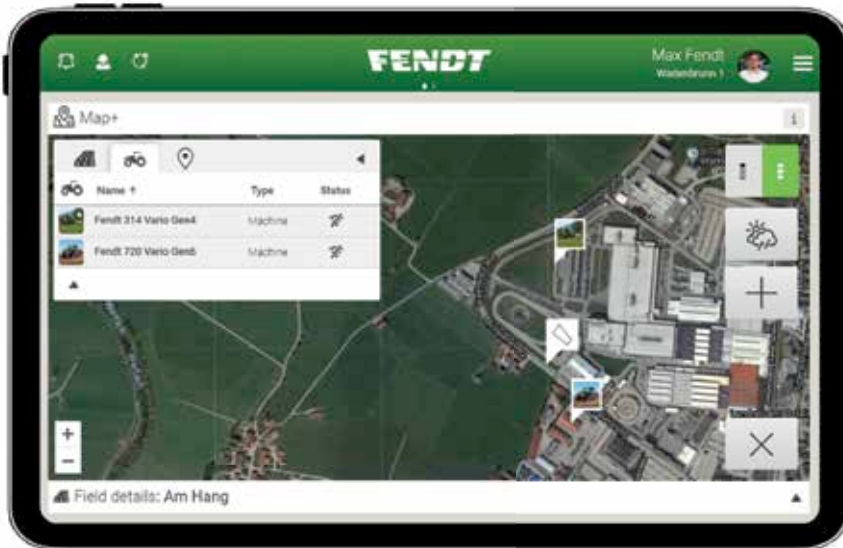 FENDT
Max Fendt
Wadenbrunn 1
Map+
i
Name ↑ Type Status
Fendt 314 Vario Gen4 Machine
Fendt 720 Vario Gen6 Machine
+
−
Field details: Am Hang